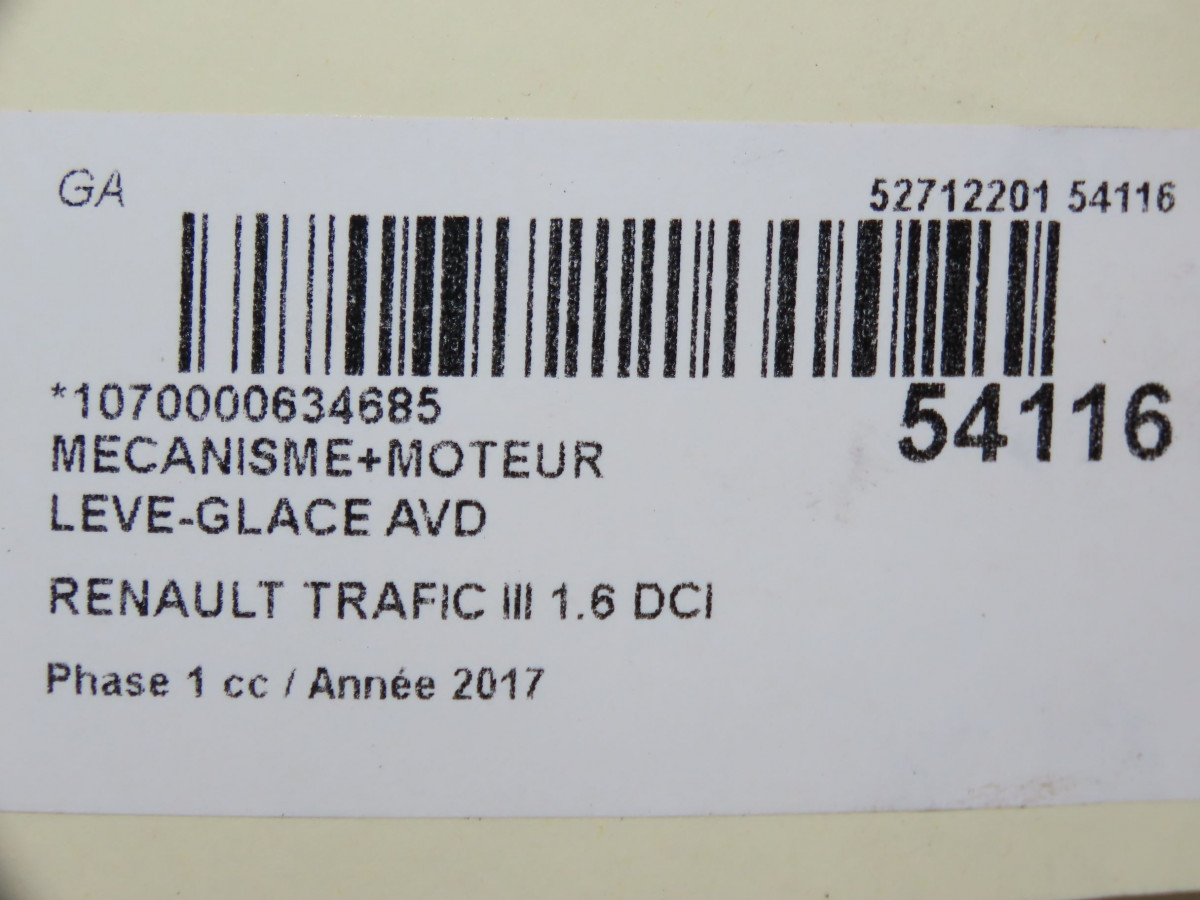 GA
52712201 54116
*1070000634685
54116
MECANISME+MOTEUR
LEVE-GLACE AVD
RENAULT TRAFIC III 1.6 DCI
Phase 1 cc / Année 2017